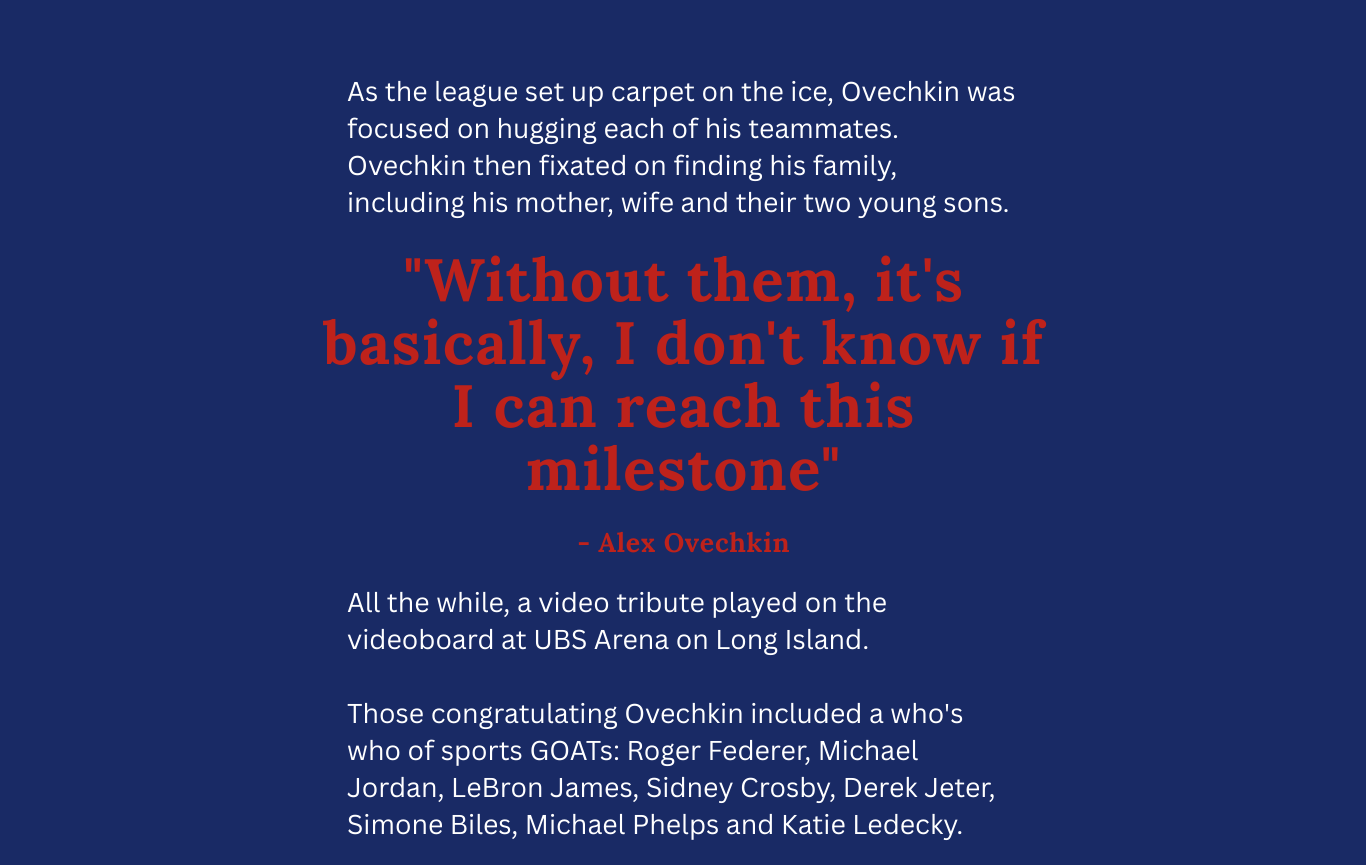 As the league set up carpet on the ice, Ovechkin was
focused on hugging each of his teammates.
Ovechkin then fixated on finding his family,
including his mother, wife and their two young sons.
"Without them, it's
basically, I don't know if
I can reach this
milestone"
- Alex Ovechkin
All the while, a video tribute played on the
videoboard at UBS Arena on Long Island.
Those congratulating Ovechkin included a who's
who of sports GOATs: Roger Federer, Michael
Jordan, LeBron James, Sidney Crosby, Derek Jeter,
Simone Biles, Michael Phelps and Katie Ledecky.